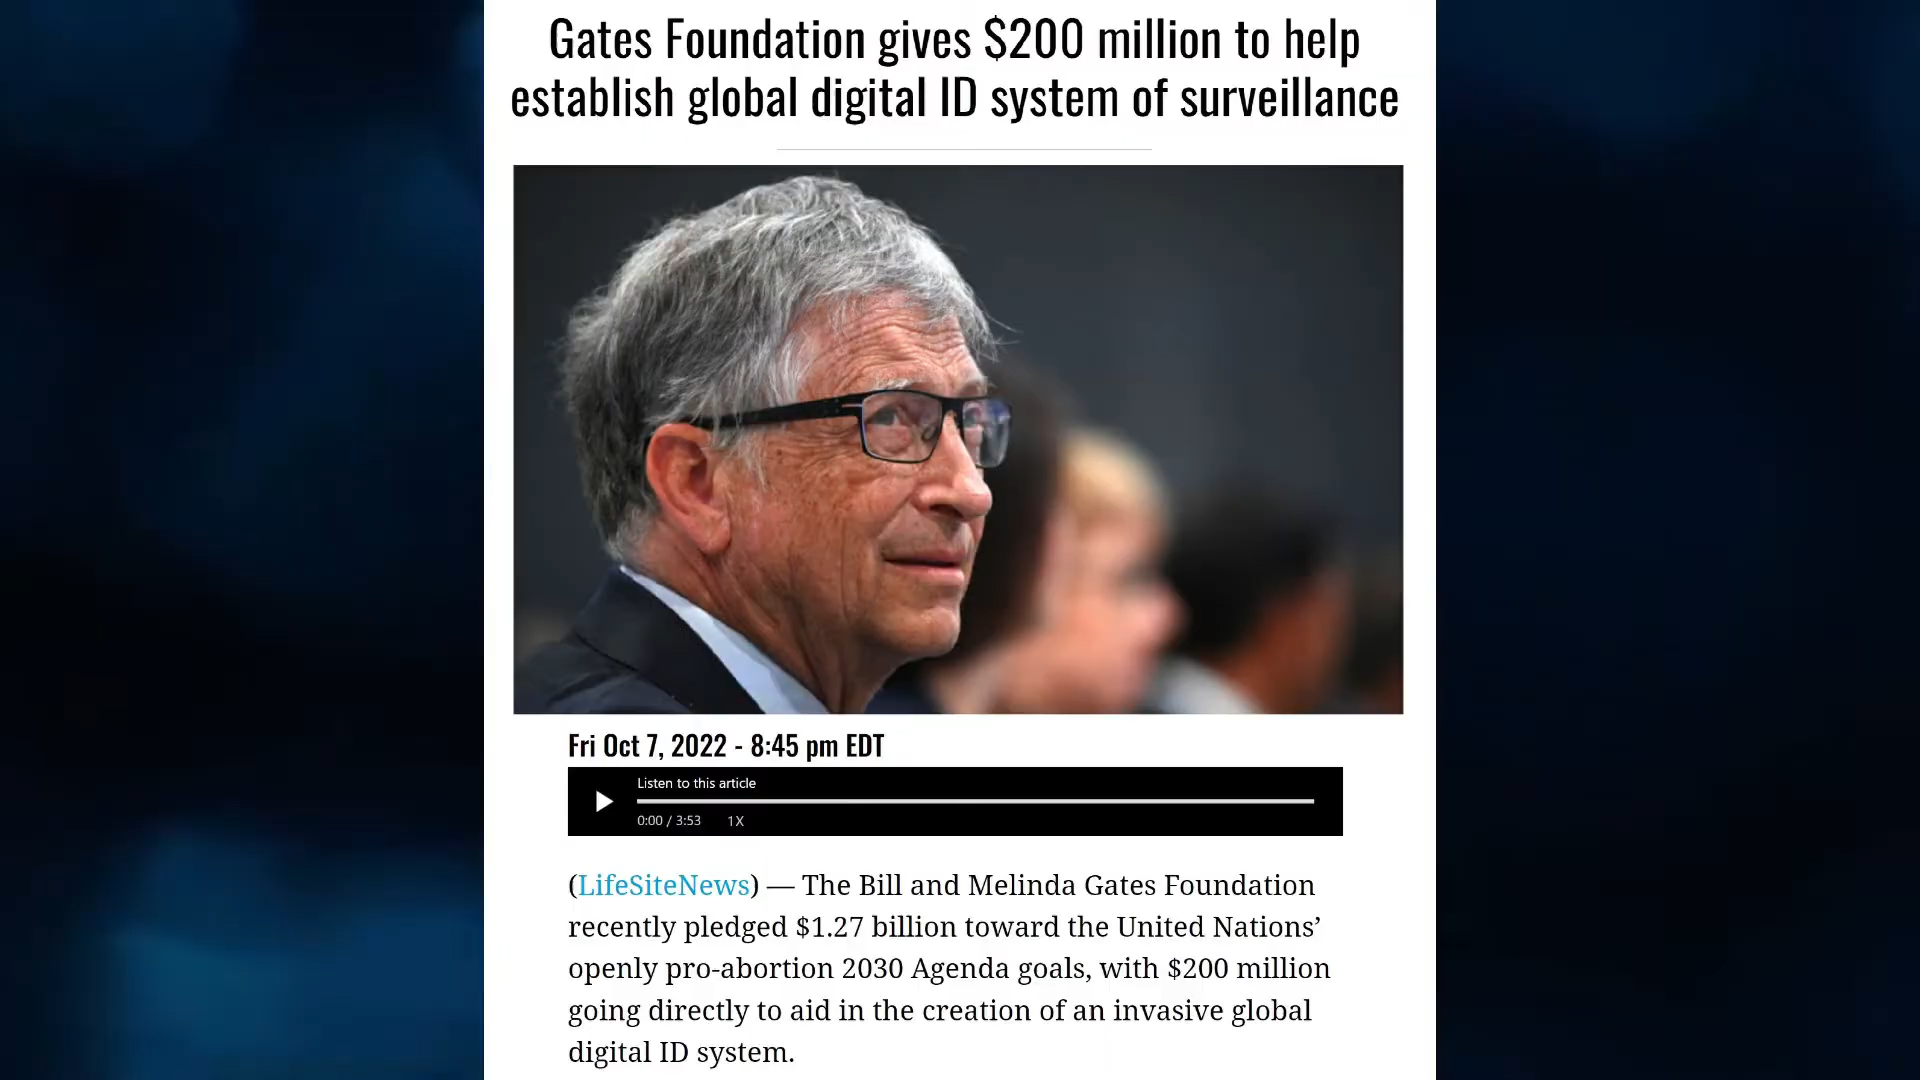 Gates Foundation gives $200 million to help
establish global digital ID system of surveillance
Fri Oct 7, 2022 - 8:45 pm EDT
Listen to this article
0:00 / 3:53 1X
(LifeSiteNews) — The Bill and Melinda Gates Foundation
recently pledged $1.27 billion toward the United Nations’
openly pro-abortion 2030 Agenda goals, with $200 million
going directly to aid in the creation of an invasive global
digital ID system.